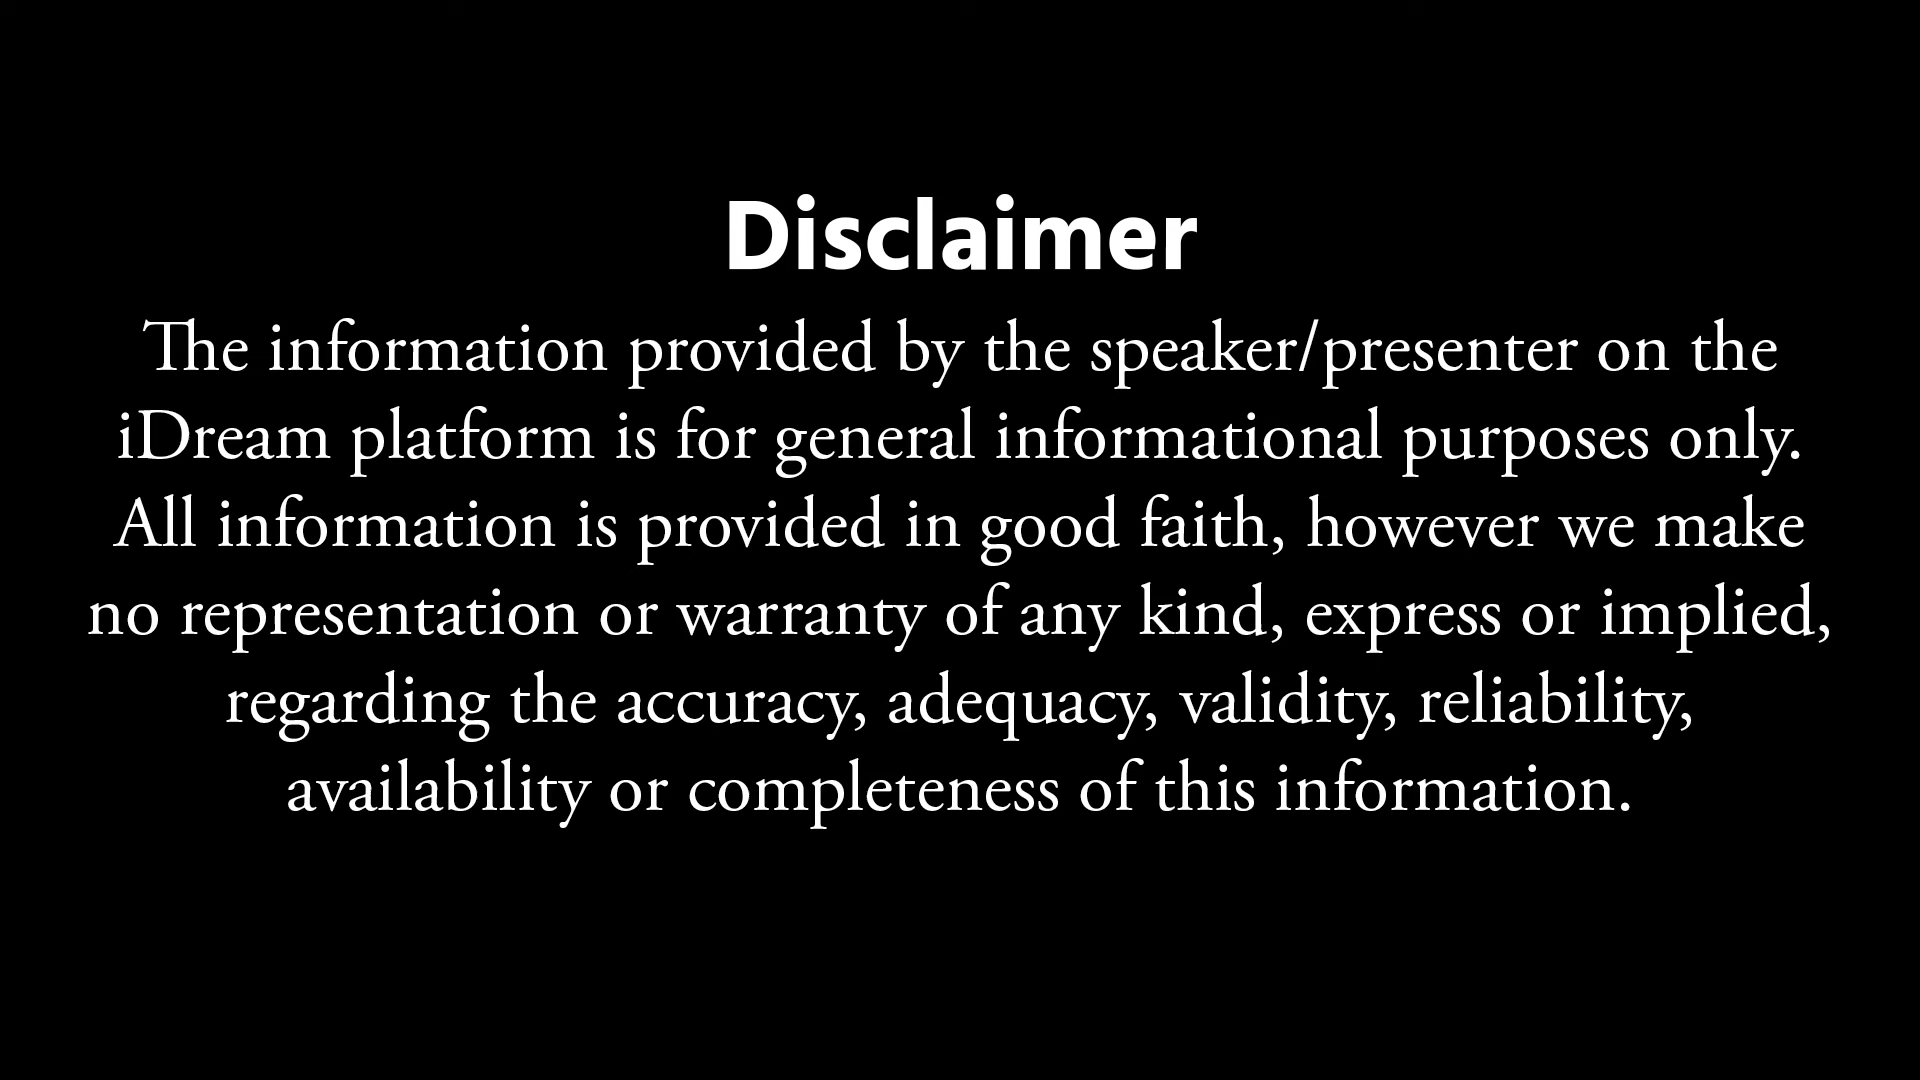 Disclaimer
The information provided by the speaker/presenter on the
iDream platform is for general informational purposes only.
All information is provided in good faith, however we make
no representation or warranty of any kind, express or implied,
regarding the accuracy, adequacy, validity, reliability,
availability or completeness of this information.